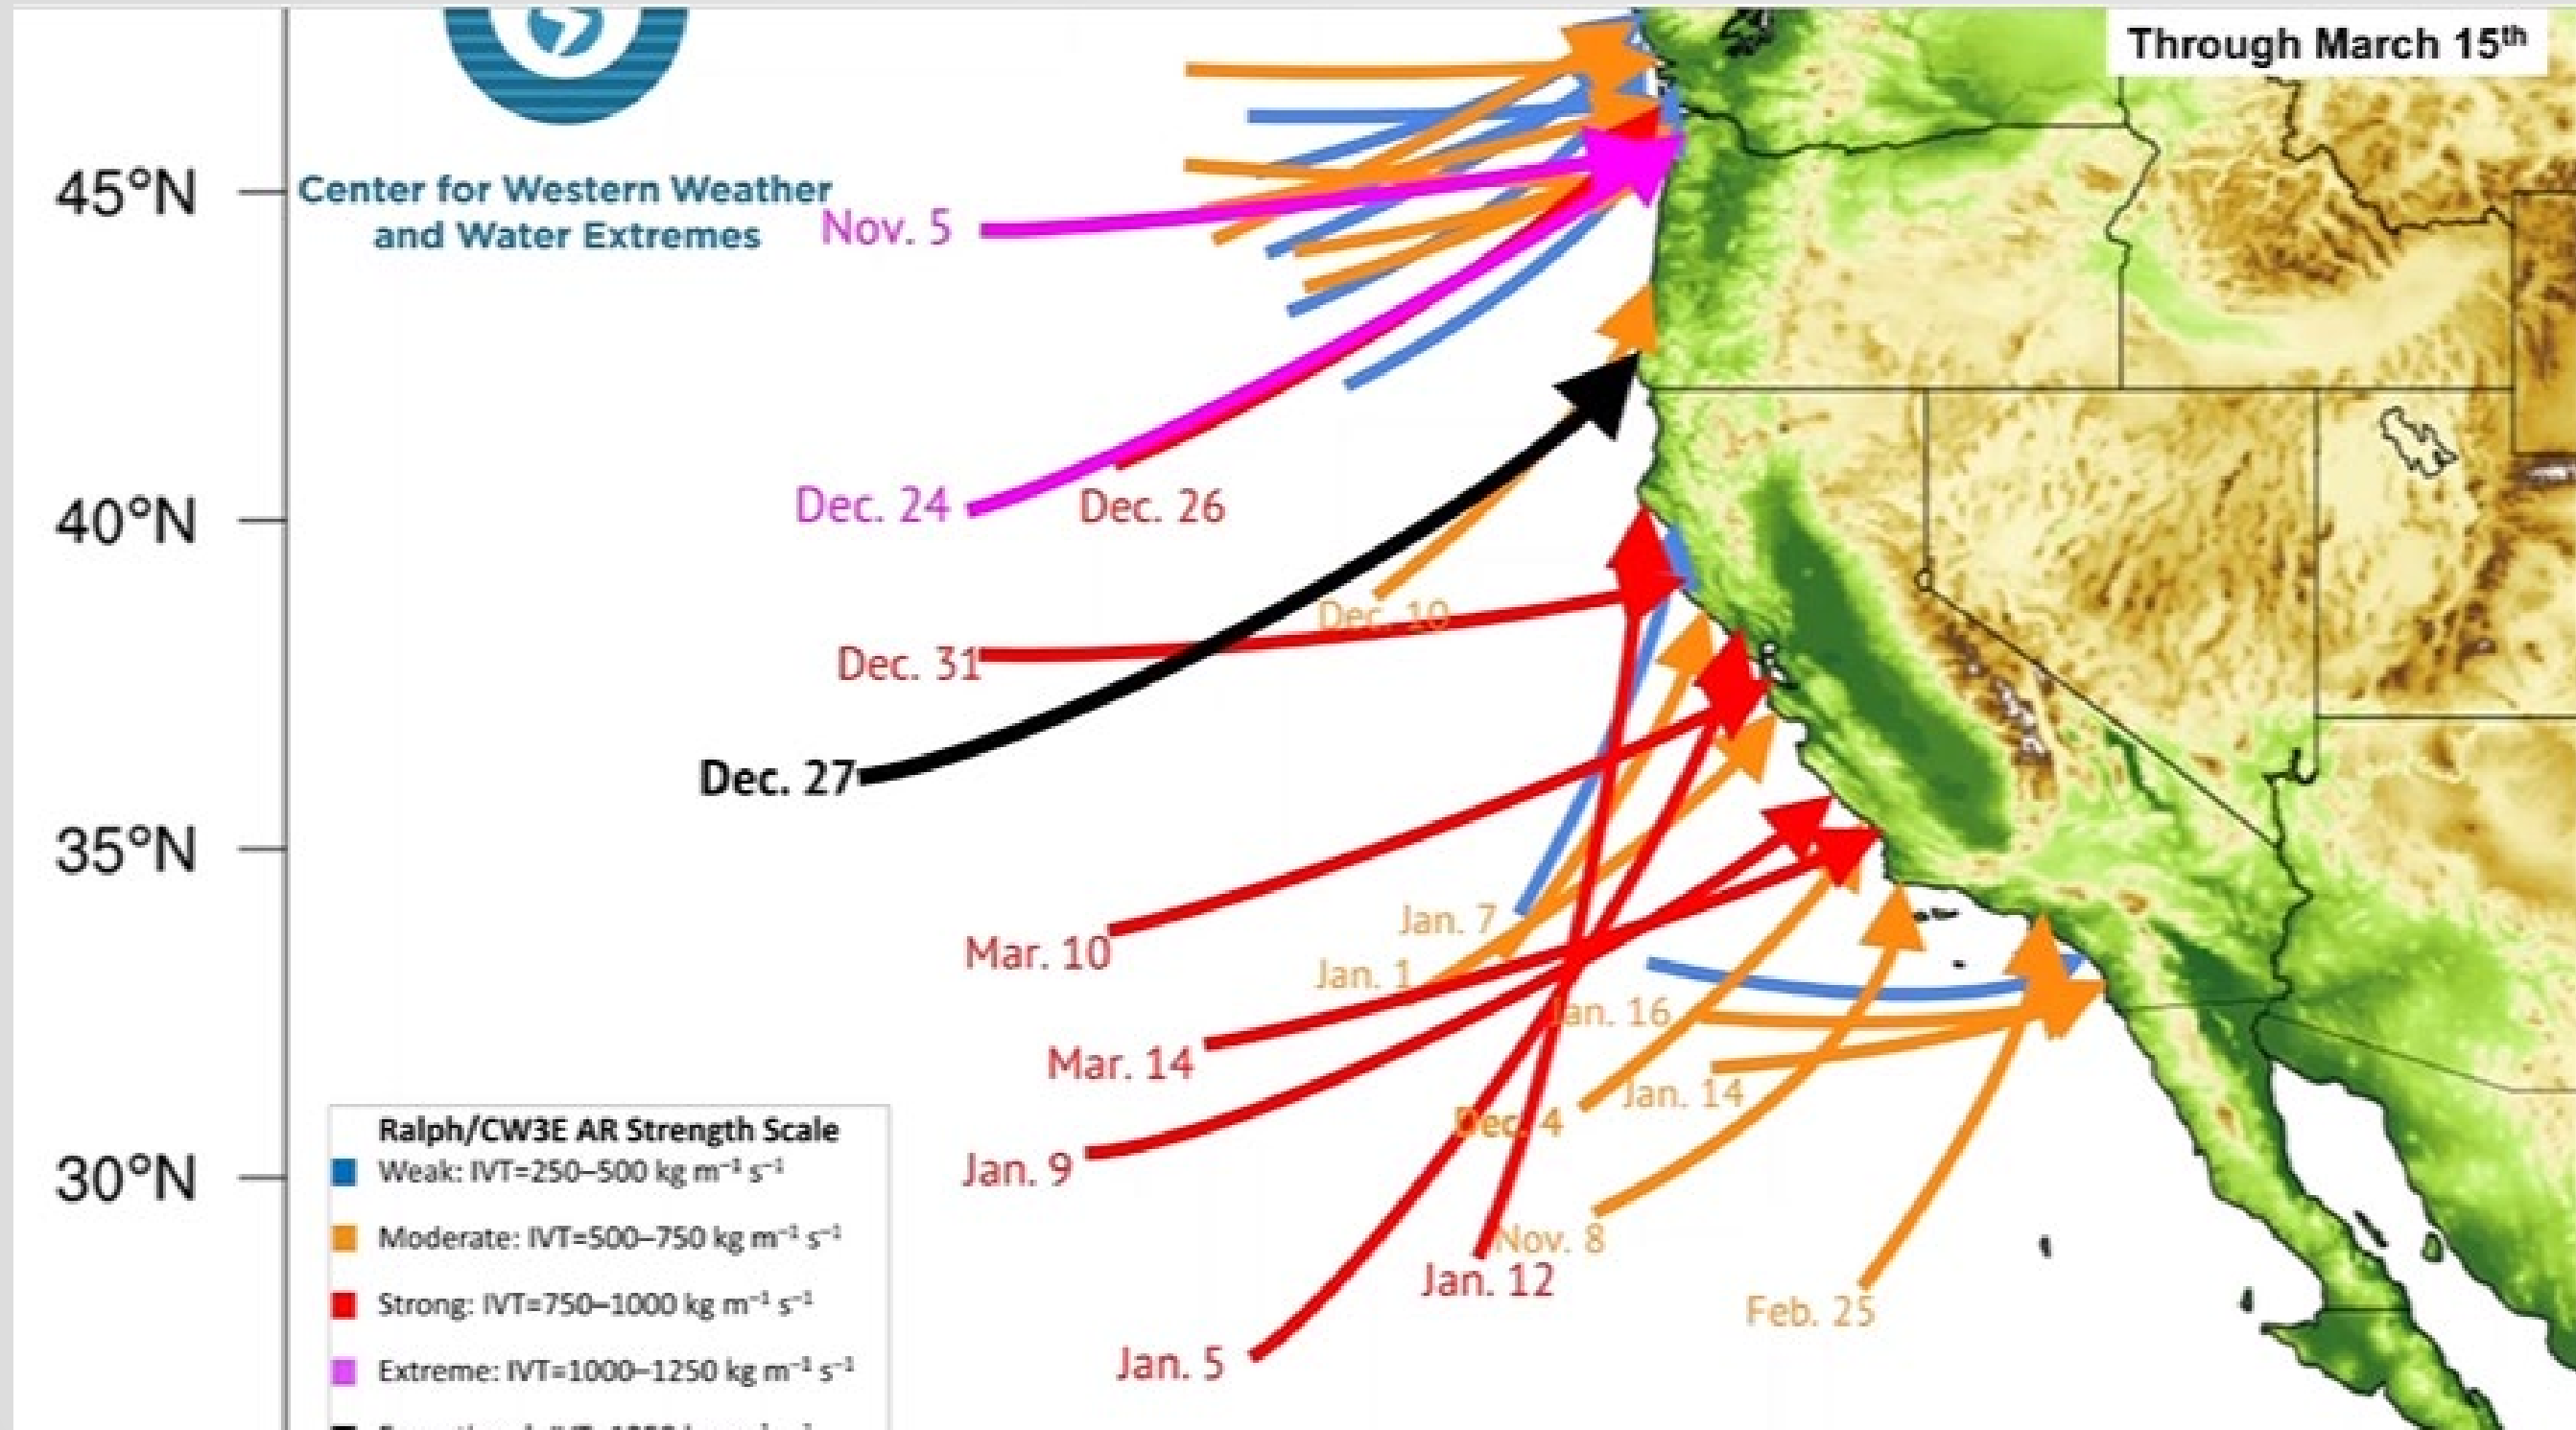 Through March 15th
45°N
40°N
35°N
30°N
Center for Western Weather
and Water Extremes
Nov. 5
Dec. 24
Dec. 26
Dec. 10
Dec. 31
Dec. 27
Jan. 7
Mar. 10
Jan. 1
Jan. 16
Mar. 14
Jan. 14
Dec. 4
Jan. 9
Nov. 8
Jan. 12
Feb. 25
Jan. 5
Ralph/CW3E AR Strength Scale
Weak: IVT=250–500 kg m⁻¹ s⁻¹
Moderate: IVT=500–750 kg m⁻¹ s⁻¹
Strong: IVT=750–1000 kg m⁻¹ s⁻¹
Extreme: IVT=1000–1250 kg m⁻¹ s⁻¹